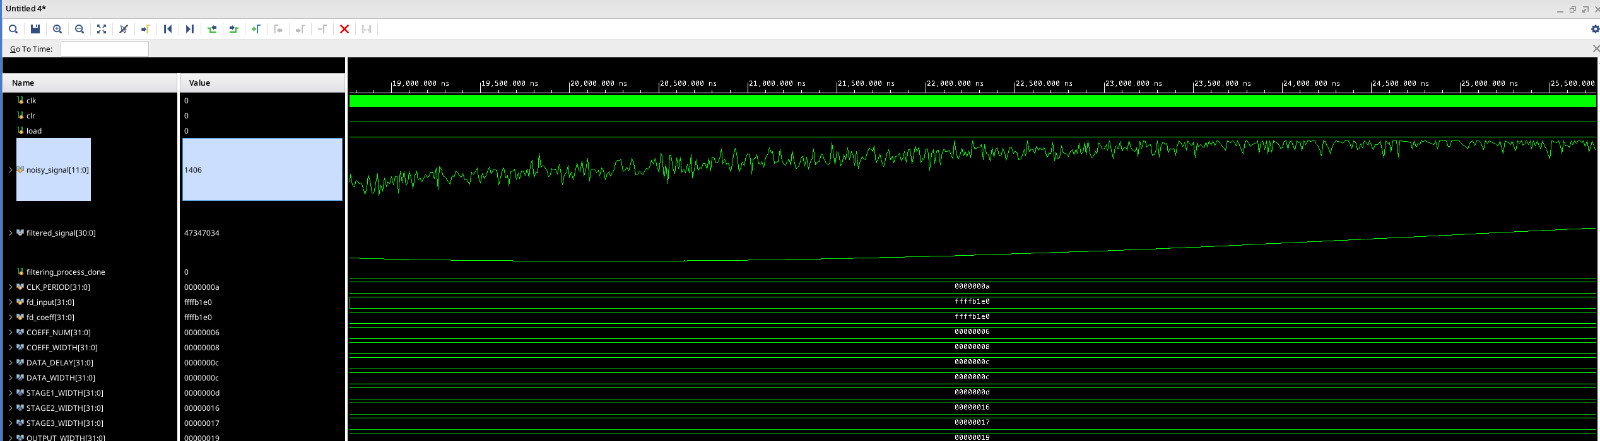 Untitled 4*
Go To Time:
Name Value
19,000.000 ns 19,500.000 ns 20,000.000 ns 20,500.000 ns 21,000.000 ns 21,500.000 ns 22,000.000 ns 22,500.000 ns 23,000.000 ns 23,500.000 ns 24,000.000 ns 24,500.000 ns 25,000.000 ns 25,500.000
clk 0
clr 0
load 0
noisy_signal[11:0] 1406
filtered_signal[30:0] 47347034
filtering_process_done 0
CLK_PERIOD[31:0] 0000000a 0000000a
fd_input[31:0] ffffb1e0 ffffb1e0
fd_coeff[31:0] ffffb1e0 ffffb1e0
COEFF_NUM[31:0] 00000006 00000006
COEFF_WIDTH[31:0] 00000008 00000008
DATA_DELAY[31:0] 0000000c 0000000c
DATA_WIDTH[31:0] 0000000c 0000000c
STAGE1_WIDTH[31:0] 0000000d 0000000d
STAGE2_WIDTH[31:0] 00000016 00000016
STAGE3_WIDTH[31:0] 00000017 00000017
OUTPUT_WIDTH[31:0] 00000019 00000019